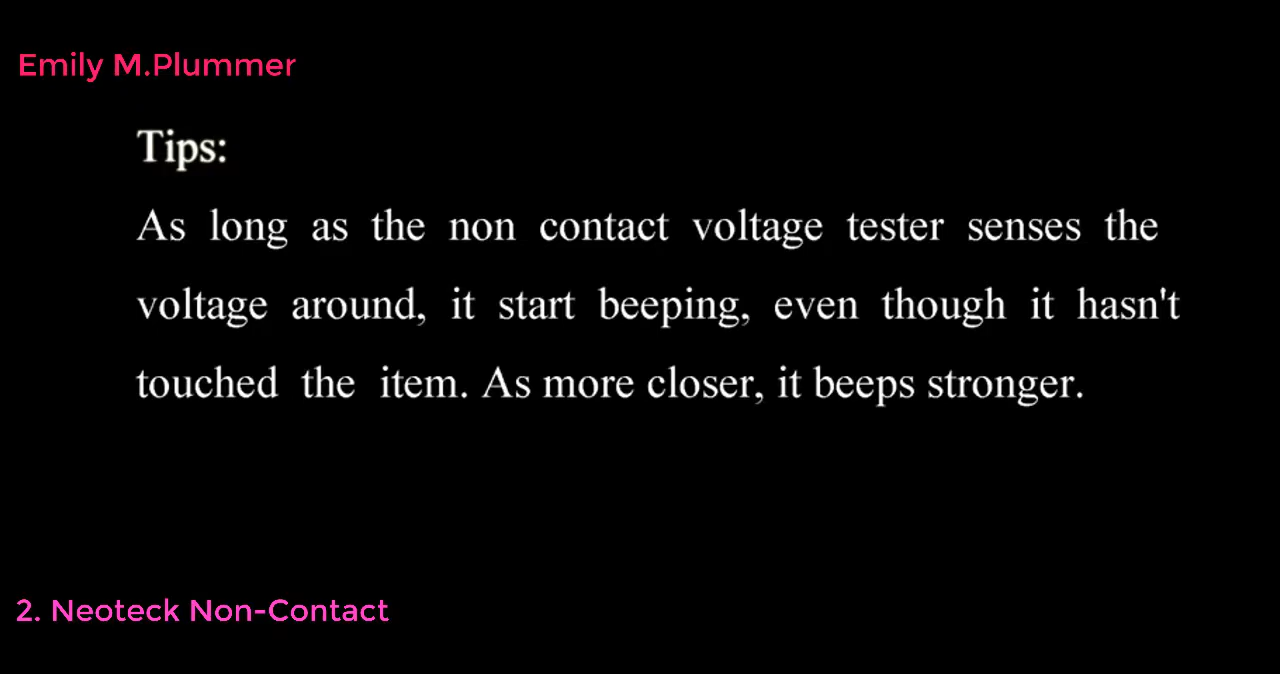 Emily M.Plummer
Tips:
As long as the non contact voltage tester senses the
voltage around, it start beeping, even though it hasn't
touched the item. As more closer, it beeps stronger.
2. Neoteck Non-Contact